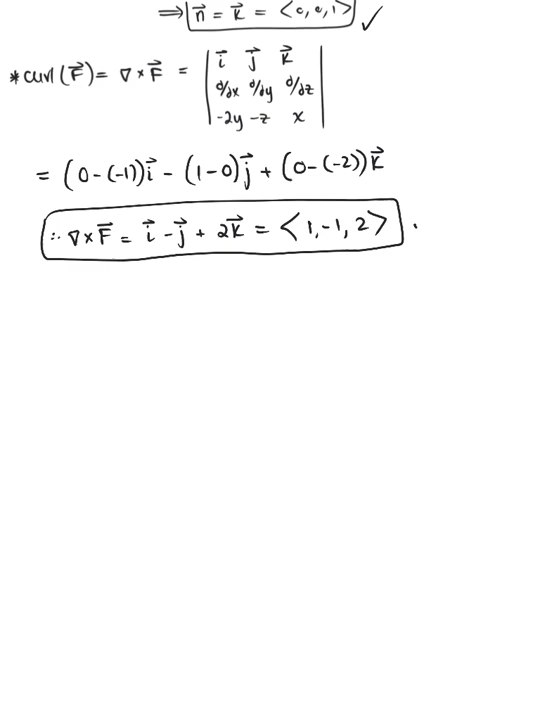 ⟹ n⃗ = k⃗ = <0,0,1> ✓
* curl (F⃗) = ∇ × F⃗ = | i⃗ j⃗ k⃗
∂/∂x ∂/∂y ∂/∂z
-2y -z x |
= (0-(-1))i⃗ - (1-0)j⃗ + (0-(-2))k⃗
∴ ∇×F⃗ = i⃗ - j⃗ + 2k⃗ = <1,-1,2> .